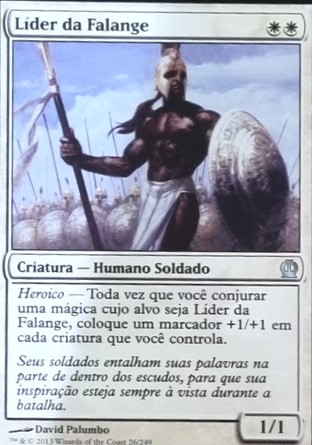 Líder da Falange
Criatura — Humano Soldado
Heroico — Toda vez que você conjurar
uma mágica cujo alvo seja Líder da
Falange, coloque um marcador +1/+1 em
cada criatura que você controla.
Seus soldados entalham suas palavras na
parte de dentro dos escudos, para que sua
inspiração esteja sempre à vista durante a
batalha.
David Palumbo
™ & © 2013 Wizards of the Coast 26/249
1/1